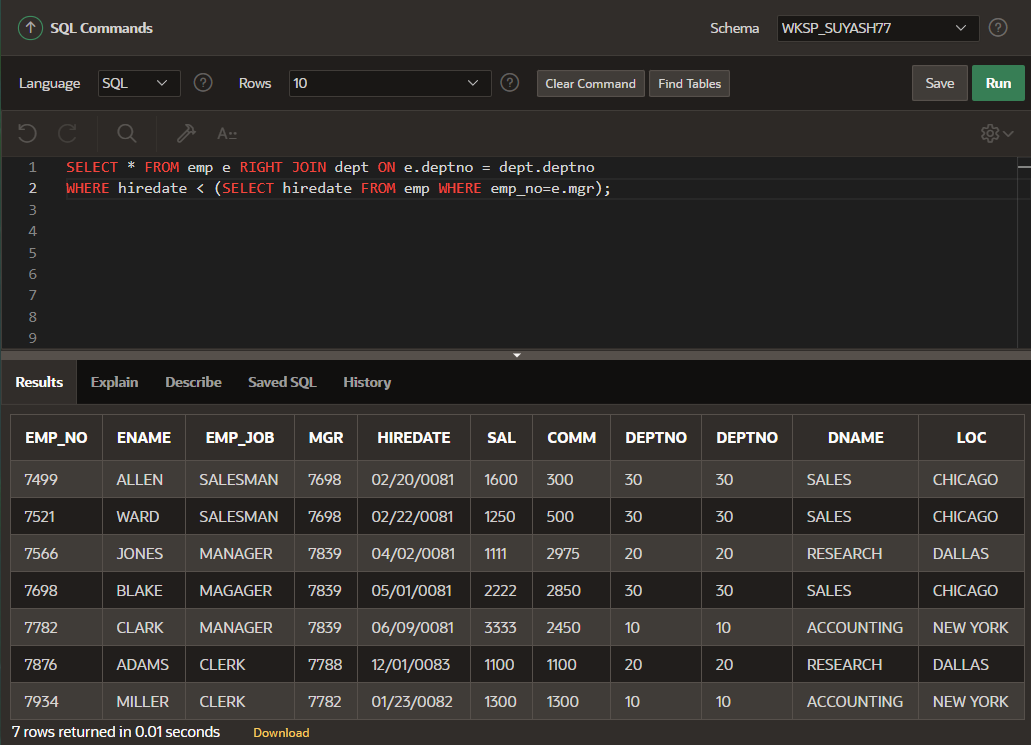 SQL Commands Schema WKSP_SUYASH77 ?
Language SQL ? Rows 10 ? Clear Command Find Tables Save Run
A::
1 SELECT * FROM emp e RIGHT JOIN dept ON e.deptno = dept.deptno
2 WHERE hiredate < (SELECT hiredate FROM emp WHERE emp_no=e.mgr);
3
4
5
6
7
8
9
Results Explain Describe Saved SQL History
EMP_NO ENAME EMP_JOB MGR HIREDATE SAL COMM DEPTNO DEPTNO DNAME LOC
7499 ALLEN SALESMAN 7698 02/20/0081 1600 300 30 30 SALES CHICAGO
7521 WARD SALESMAN 7698 02/22/0081 1250 500 30 30 SALES CHICAGO
7566 JONES MANAGER 7839 04/02/0081 1111 2975 20 20 RESEARCH DALLAS
7698 BLAKE MAGAGER 7839 05/01/0081 2222 2850 30 30 SALES CHICAGO
7782 CLARK MANAGER 7839 06/09/0081 3333 2450 10 10 ACCOUNTING NEW YORK
7876 ADAMS CLERK 7788 12/01/0083 1100 1100 20 20 RESEARCH DALLAS
7934 MILLER CLERK 7782 01/23/0082 1300 1300 10 10 ACCOUNTING NEW YORK
7 rows returned in 0.01 seconds Download